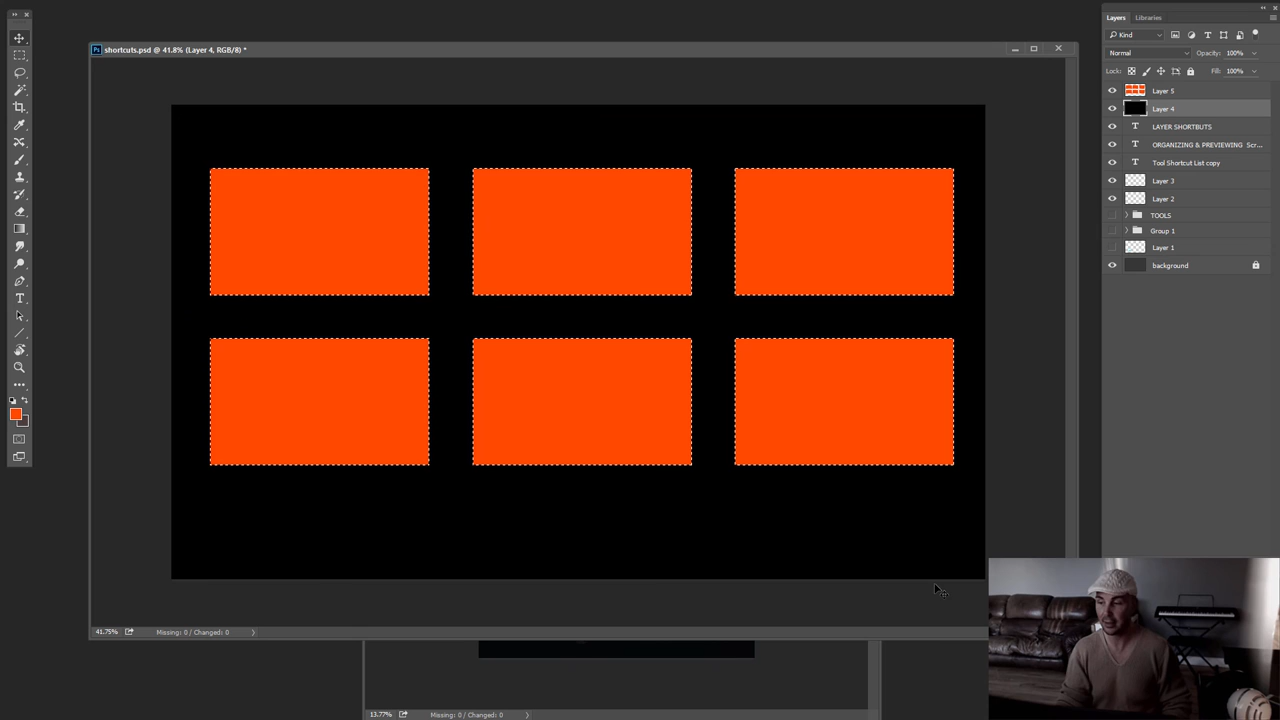 shortcuts.psd @ 41.8% (Layer 4, RGB/8) *
41.75%
Missing: 0 / Changed: 0
13.77%
Missing: 0 / Changed: 0
Layers
Libraries
Kind
Normal
Opacity: 100%
Lock:
Fill: 100%
Layer 5
Layer 4
LAYER SHORTBUTS
ORGANIZING & PREVIEWING Scr...
Tool Shortcut List copy
Layer 3
Layer 2
TOOLS
Group 1
Layer 1
background